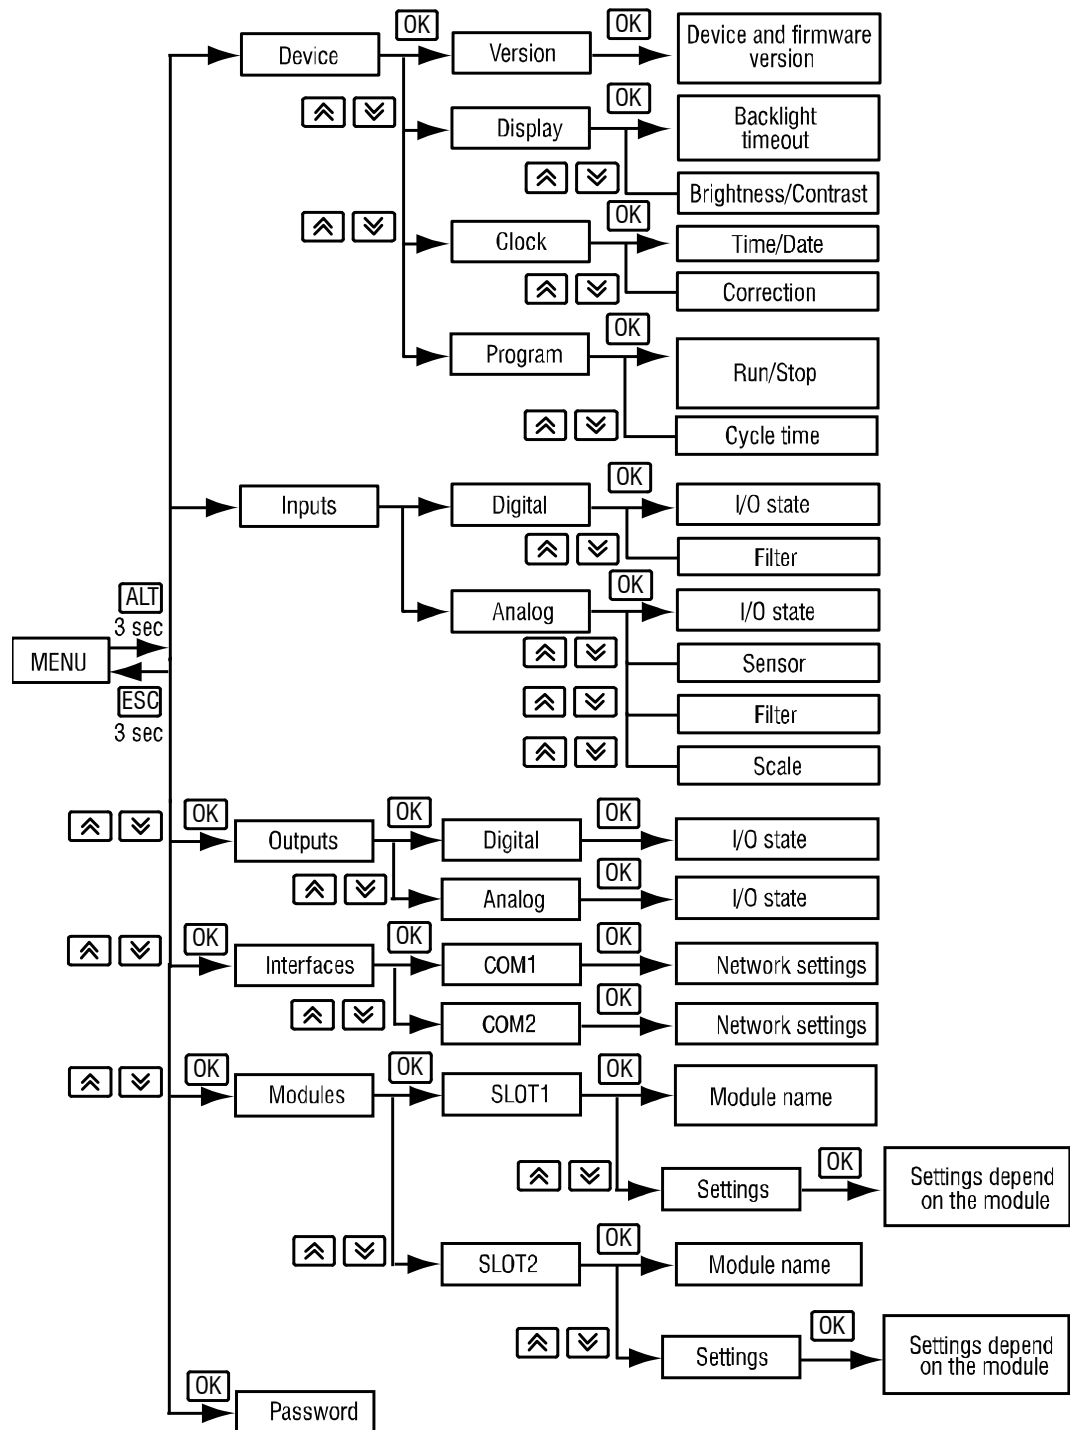 OK
OK
Device
Version
Device and firmware
version
OK
Display
Backlight
timeout
Brightness/Contrast
OK
Clock
Time/Date
Correction
OK
Program
Run/Stop
Cycle time
OK
Inputs
Digital
I/O state
Filter
OK
Analog
I/O state
Sensor
Filter
Scale
ALT
3 sec
MENU
ESC
3 sec
OK
OK
OK
Outputs
Digital
I/O state
OK
Analog
I/O state
OK
OK
OK
Interfaces
COM1
Network settings
OK
COM2
Network settings
OK
OK
OK
Modules
SLOT1
Module name
OK
Settings
Settings depend
on the module
OK
SLOT2
Module name
OK
Settings
Settings depend
on the module
OK
Password